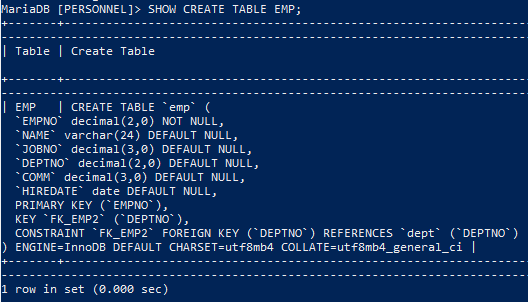 MariaDB [PERSONNEL]> SHOW CREATE TABLE EMP;
+-------+--------------------------------------------------------------
-----------------------------------------------------------------------
| Table | Create Table

+-------+--------------------------------------------------------------
-----------------------------------------------------------------------
| EMP   | CREATE TABLE `emp` (
  `EMPNO` decimal(2,0) NOT NULL,
  `NAME` varchar(24) DEFAULT NULL,
  `JOBNO` decimal(3,0) DEFAULT NULL,
  `DEPTNO` decimal(2,0) DEFAULT NULL,
  `COMM` decimal(3,0) DEFAULT NULL,
  `HIREDATE` date DEFAULT NULL,
  PRIMARY KEY (`EMPNO`),
  KEY `FK_EMP2` (`DEPTNO`),
  CONSTRAINT `FK_EMP2` FOREIGN KEY (`DEPTNO`) REFERENCES `dept` (`DEPTNO`)
) ENGINE=InnoDB DEFAULT CHARSET=utf8mb4 COLLATE=utf8mb4_general_ci |
+-------+--------------------------------------------------------------
-----------------------------------------------------------------------
1 row in set (0.000 sec)